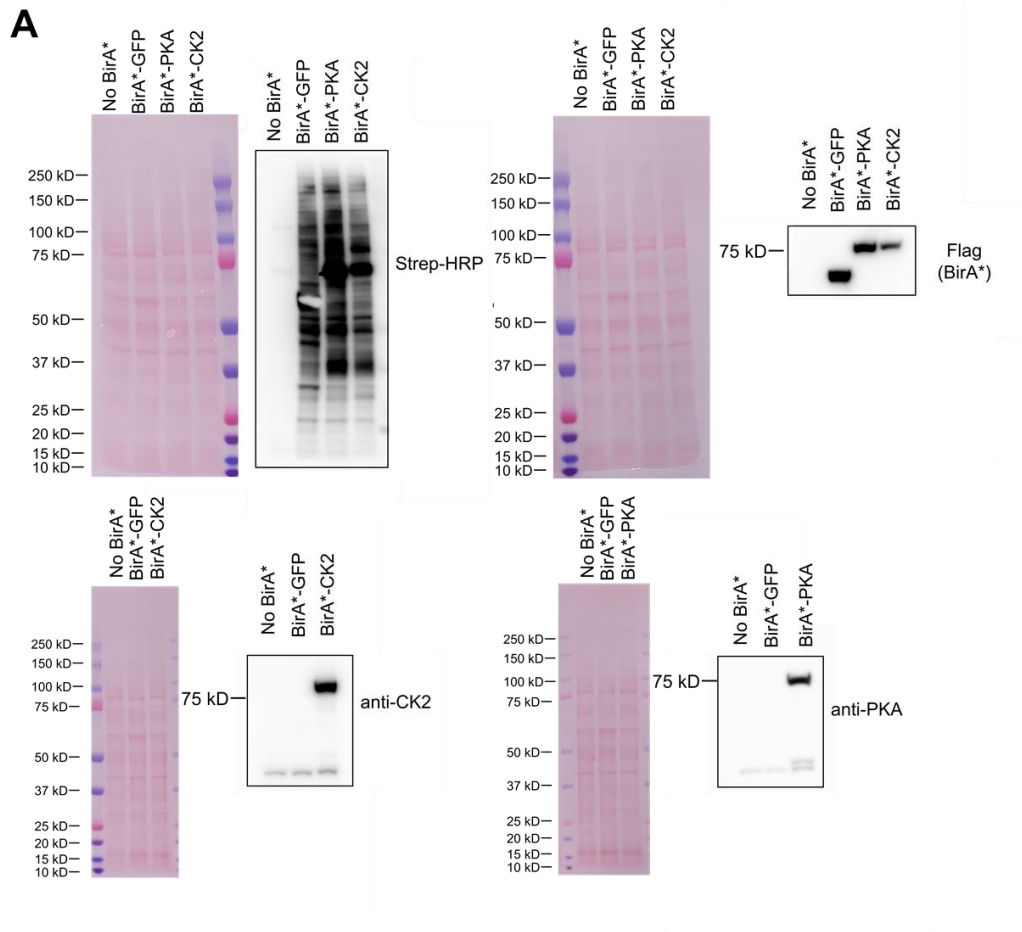 A
No BirA*
BirA*-GFP
BirA*-PKA
BirA*-CK2
250 kD
150 kD
100 kD
75 kD
50 kD
37 kD
25 kD
20 kD
15 kD
10 kD
No BirA*
BirA*-GFP
BirA*-PKA
BirA*-CK2
Strep-HRP
No BirA*
BirA*-GFP
BirA*-PKA
BirA*-CK2
250 kD
150 kD
100 kD
75 kD
50 kD
37 kD
25 kD
20 kD
15 kD
10 kD
No BirA*
BirA*-GFP
BirA*-PKA
BirA*-CK2
75 kD
Flag
(BirA*)
No BirA*
BirA*-GFP
BirA*-CK2
250 kD
150 kD
100 kD
75 kD
50 kD
37 kD
25 kD
20 kD
15 kD
10 kD
No BirA*
BirA*-GFP
BirA*-CK2
75 kD
anti-CK2
No BirA*
BirA*-GFP
BirA*-PKA
250 kD
150 kD
100 kD
75 kD
50 kD
37 kD
25 kD
20 kD
15 kD
10 kD
No BirA*
BirA*-GFP
BirA*-PKA
75 kD
anti-PKA